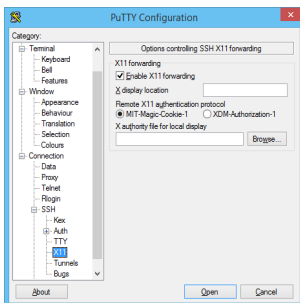 PuTTY Configuration
Category:
Terminal
Keyboard
Bell
Features
Window
Appearance
Behaviour
Translation
Selection
Colours
Connection
Data
Proxy
Telnet
Rlogin
SSH
Kex
Auth
TTY
X11
Tunnels
Bugs
Options controlling SSH X11 forwarding
X11 forwarding
Enable X11 forwarding
X display location
Remote X11 authentication protocol
MIT-Magic-Cookie-1 XDM-Authorization-1
X authority file for local display
Browse...
About Open Cancel